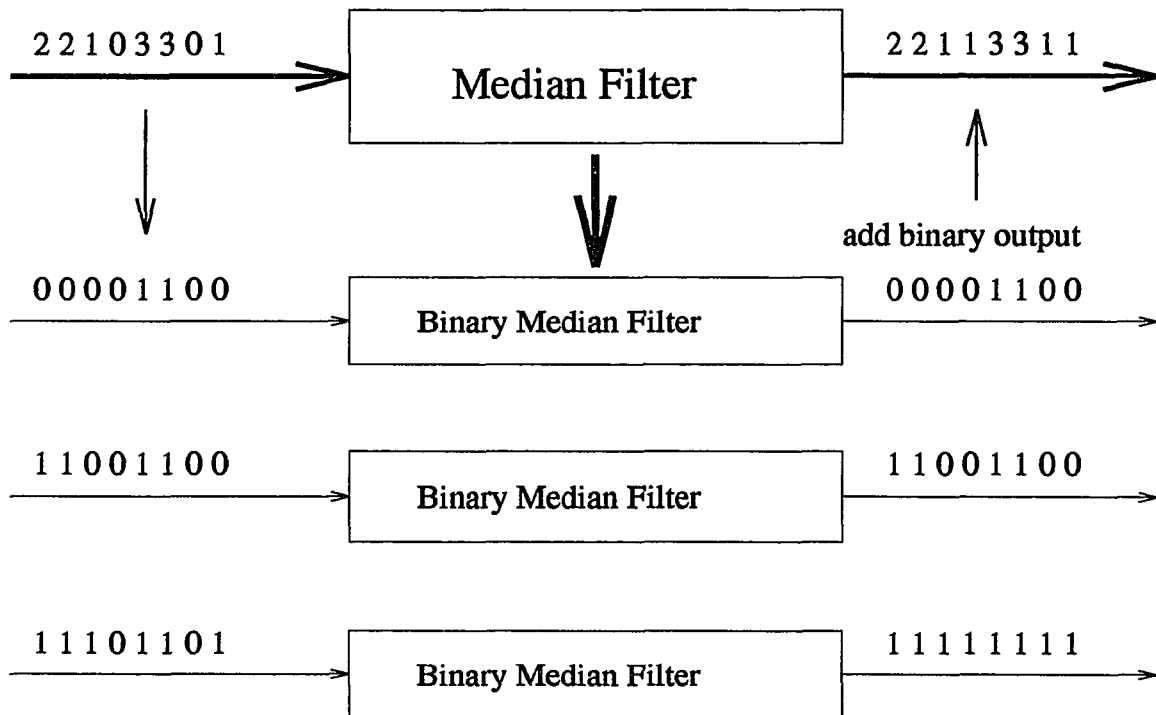 2 2 1 0 3 3 0 1
Median Filter
2 2 1 1 3 3 1 1
add binary output
0 0 0 0 1 1 0 0
Binary Median Filter
0 0 0 0 1 1 0 0
1 1 0 0 1 1 0 0
Binary Median Filter
1 1 0 0 1 1 0 0
1 1 1 0 1 1 0 1
Binary Median Filter
1 1 1 1 1 1 1 1